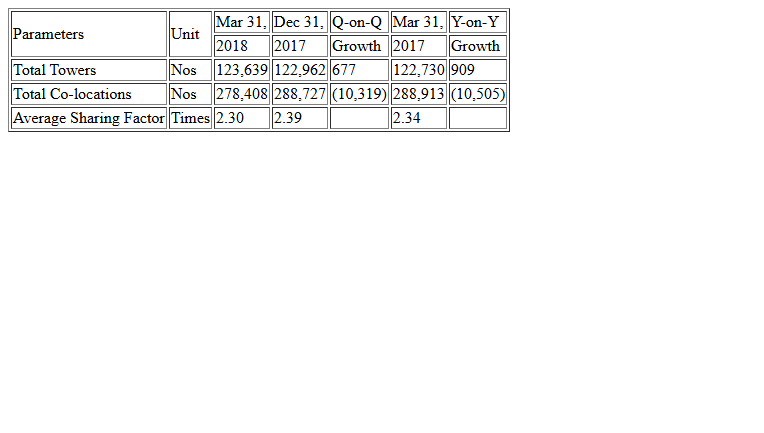 Parameters Unit Mar 31, Dec 31, Q-on-Q Mar 31, Y-on-Y
2018 2017 Growth 2017 Growth
Total Towers Nos 123,639 122,962 677 122,730 909
Total Co-locations Nos 278,408 288,727 (10,319) 288,913 (10,505)
Average Sharing Factor Times 2.30 2.39 2.34